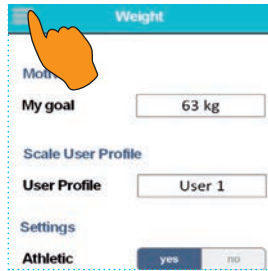 Weight
My goal 63 kg
Scale User Profile
User Profile User 1
Settings
Athletic yes no